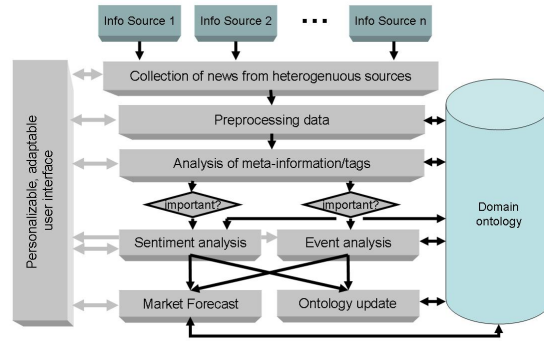 Info Source 1
Info Source 2
...
Info Source n
Collection of news from heterogenuous sources
Personalizable, adaptable
user interface
Preprocessing data
Analysis of meta-information/tags
important?
important?
Domain
ontology
Sentiment analysis
Event analysis
Market Forecast
Ontology update